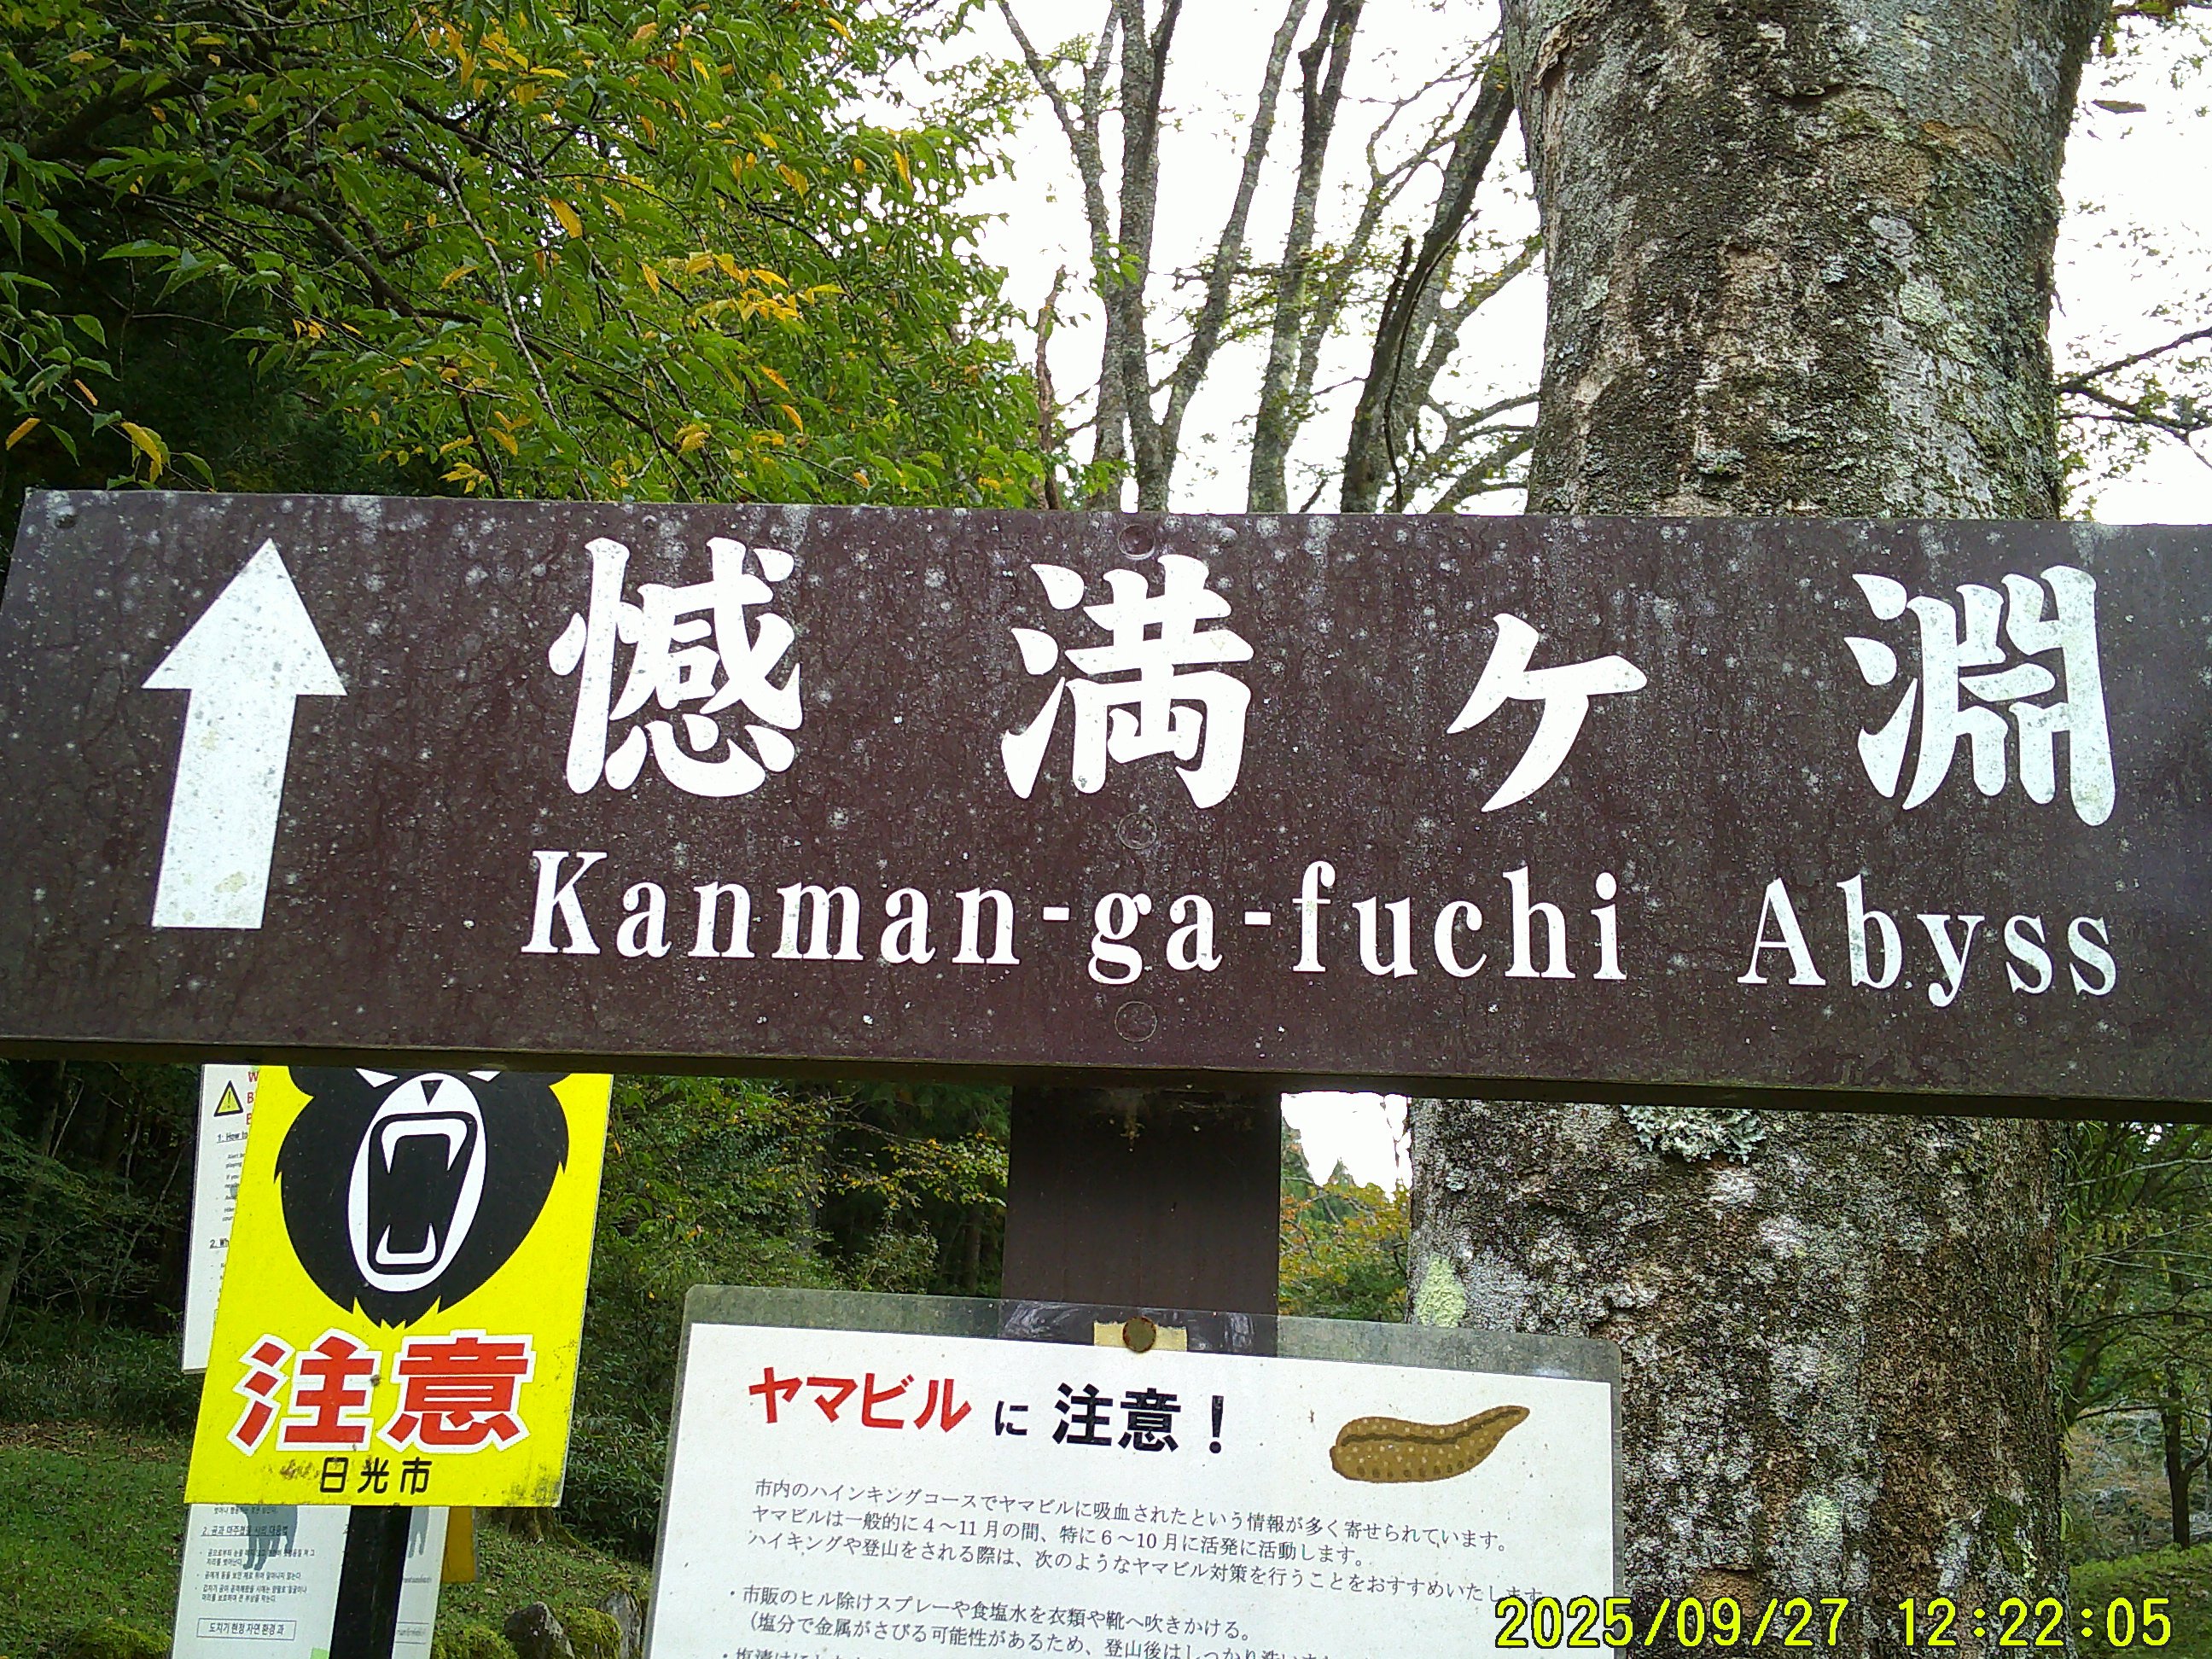 憾満ヶ淵
Kanman-ga-fuchi Abyss
注意
日光市
ヤマビルに注意！
市内のハインキングコースでヤマビルに吸血されたという情報が多く寄せられています。
ヤマビルは一般的に４～11月の間、特に６～10月に活発に活動します。
ハイキングや登山をされる際は、次のようなヤマビル対策を行うことをおすすめいたします。
・市販のヒル除けスプレーや食塩水を衣類や靴へ吹きかける。
（塩分で金属がさびる可能性があるため、登山後はしっかり洗い
1. How to
2. Wh
2025/09/27 12:22:05